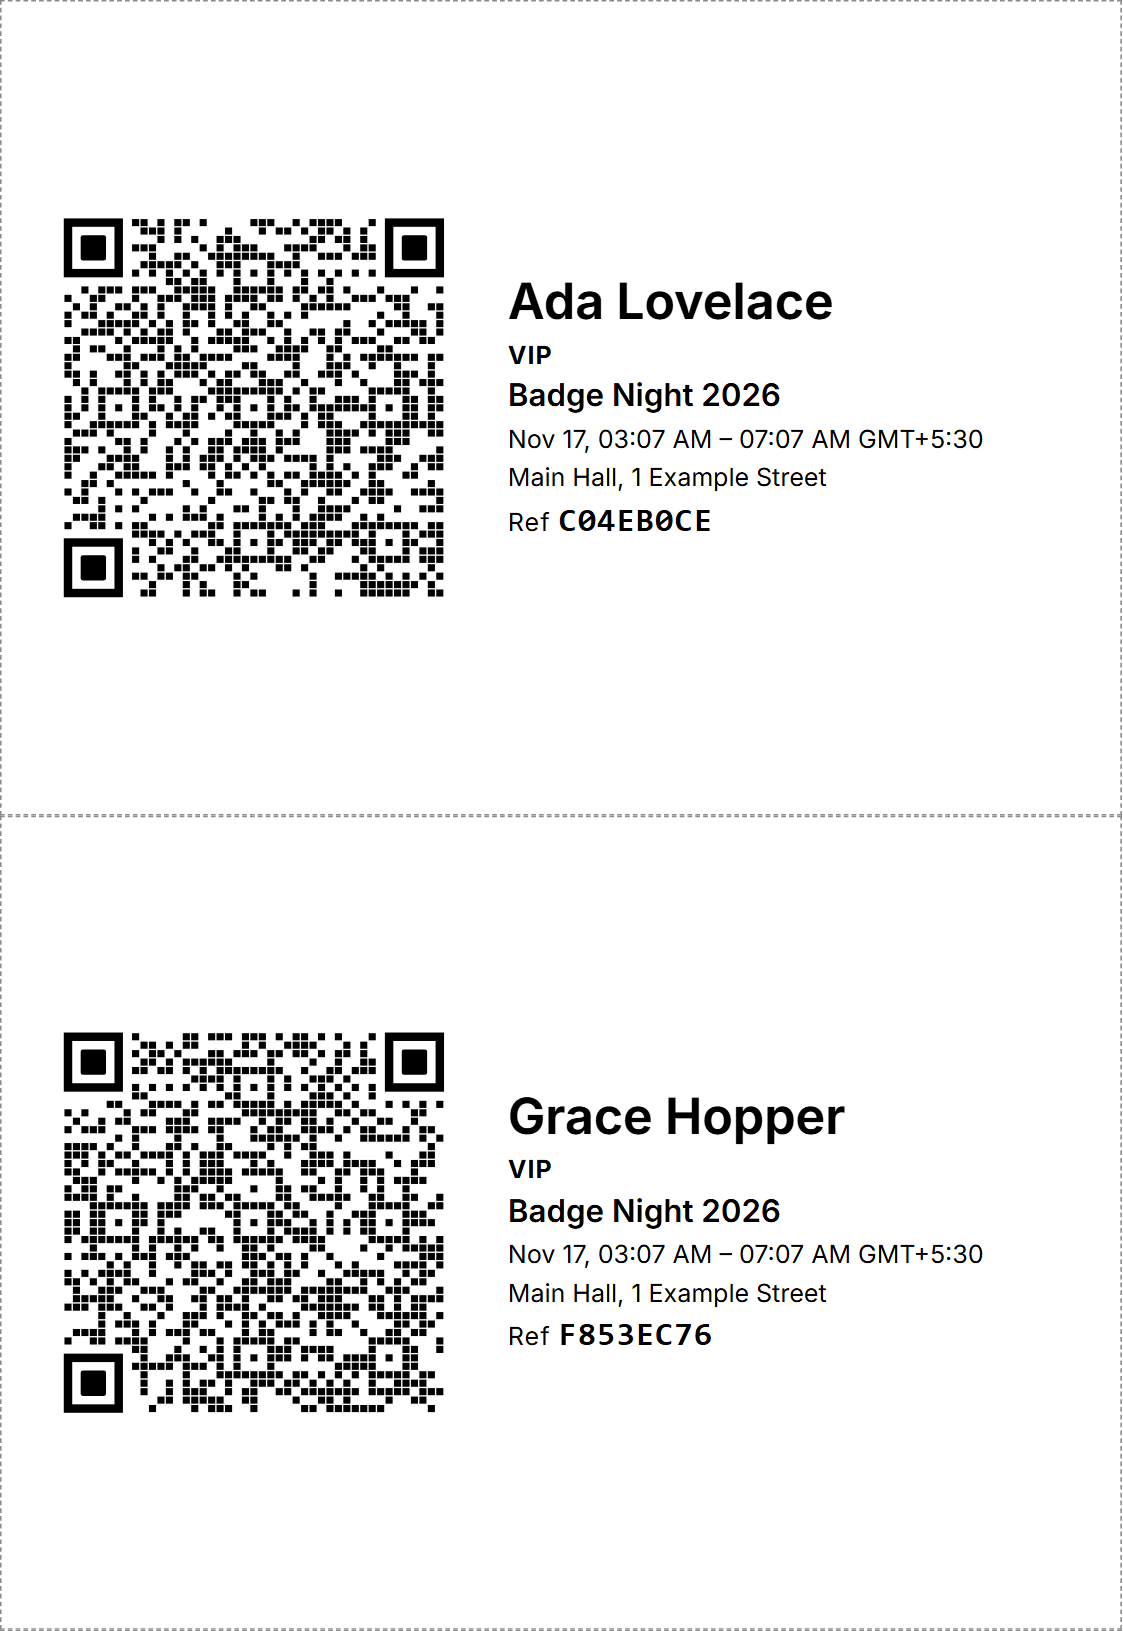 Ada Lovelace
VIP
Badge Night 2026
Nov 17, 03:07 AM – 07:07 AM GMT+5:30
Main Hall, 1 Example Street
Ref C04EB0CE
Grace Hopper
VIP
Badge Night 2026
Nov 17, 03:07 AM – 07:07 AM GMT+5:30
Main Hall, 1 Example Street
Ref F853EC76